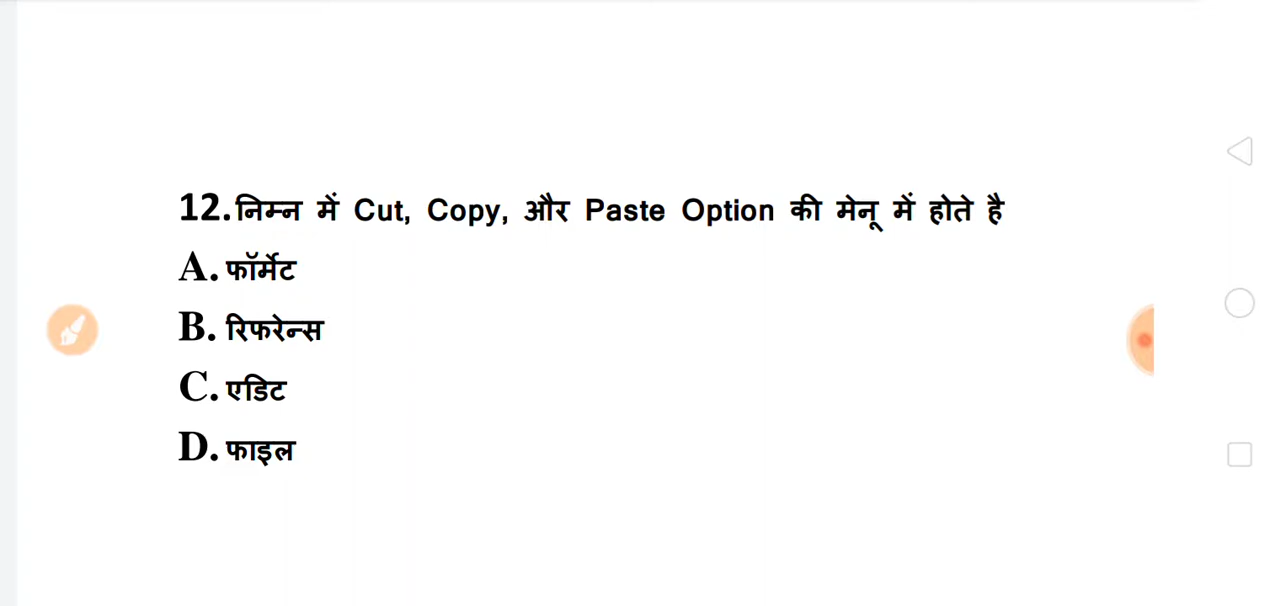 12.निम्न में Cut, Copy, और Paste Option की मेनू में होते है
A. फॉर्मेट
B. रिफरेन्स
C. एडिट
D. फाइल